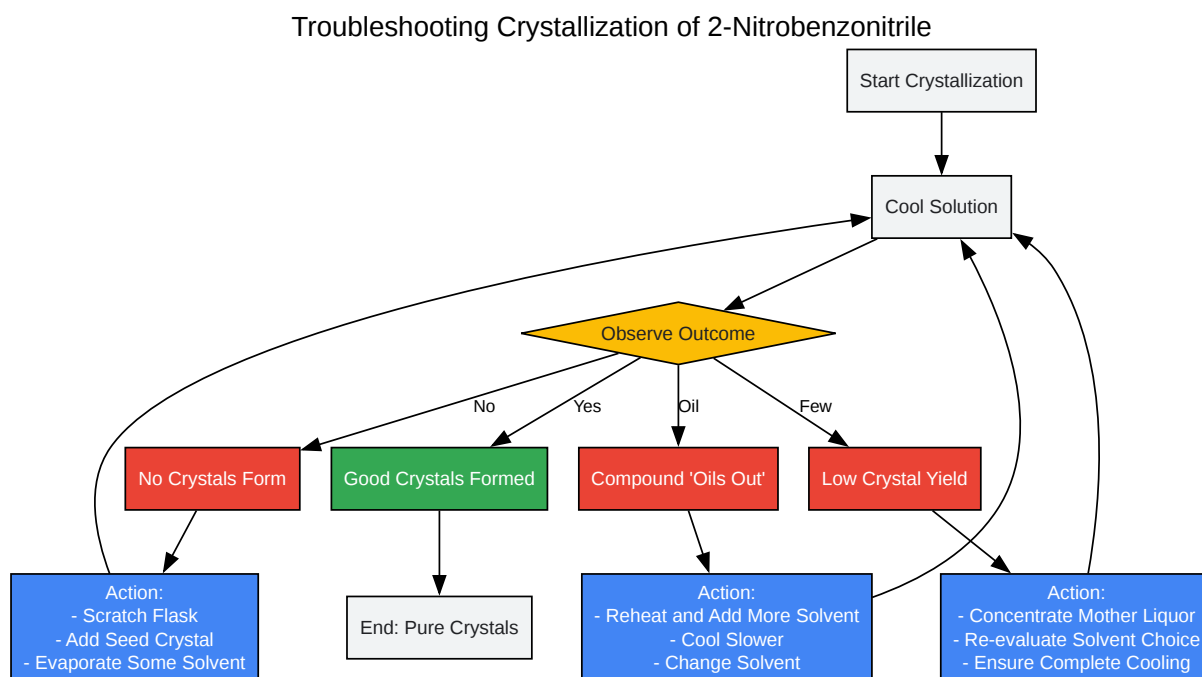 Troubleshooting Crystallization of 2-Nitrobenzonitrile
Start Crystallization
Cool Solution
Observe Outcome
No
Yes
Oil
Few
No Crystals Form
Good Crystals Formed
Compound 'Oils Out'
Low Crystal Yield
Action:
- Scratch Flask
- Add Seed Crystal
- Evaporate Some Solvent
End: Pure Crystals
Action:
- Reheat and Add More Solvent
- Cool Slower
- Change Solvent
Action:
- Concentrate Mother Liquor
- Re-evaluate Solvent Choice
- Ensure Complete Cooling